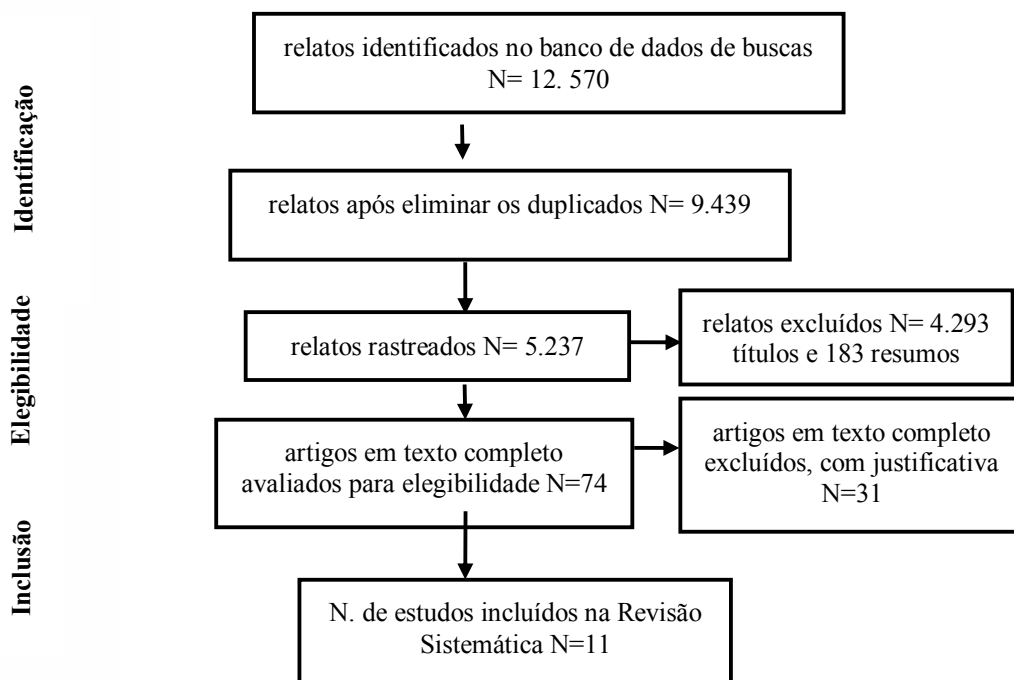 Identificação
relatos identificados no banco de dados de buscas
N= 12. 570
relatos após eliminar os duplicados N= 9.439
Elegibilidade
relatos rastreados N= 5.237
relatos excluídos N= 4.293
títulos e 183 resumos
artigos em texto completo
avaliados para elegibilidade N=74
artigos em texto completo
excluídos, com justificativa
N=31
Inclusão
N. de estudos incluídos na Revisão
Sistemática N=11